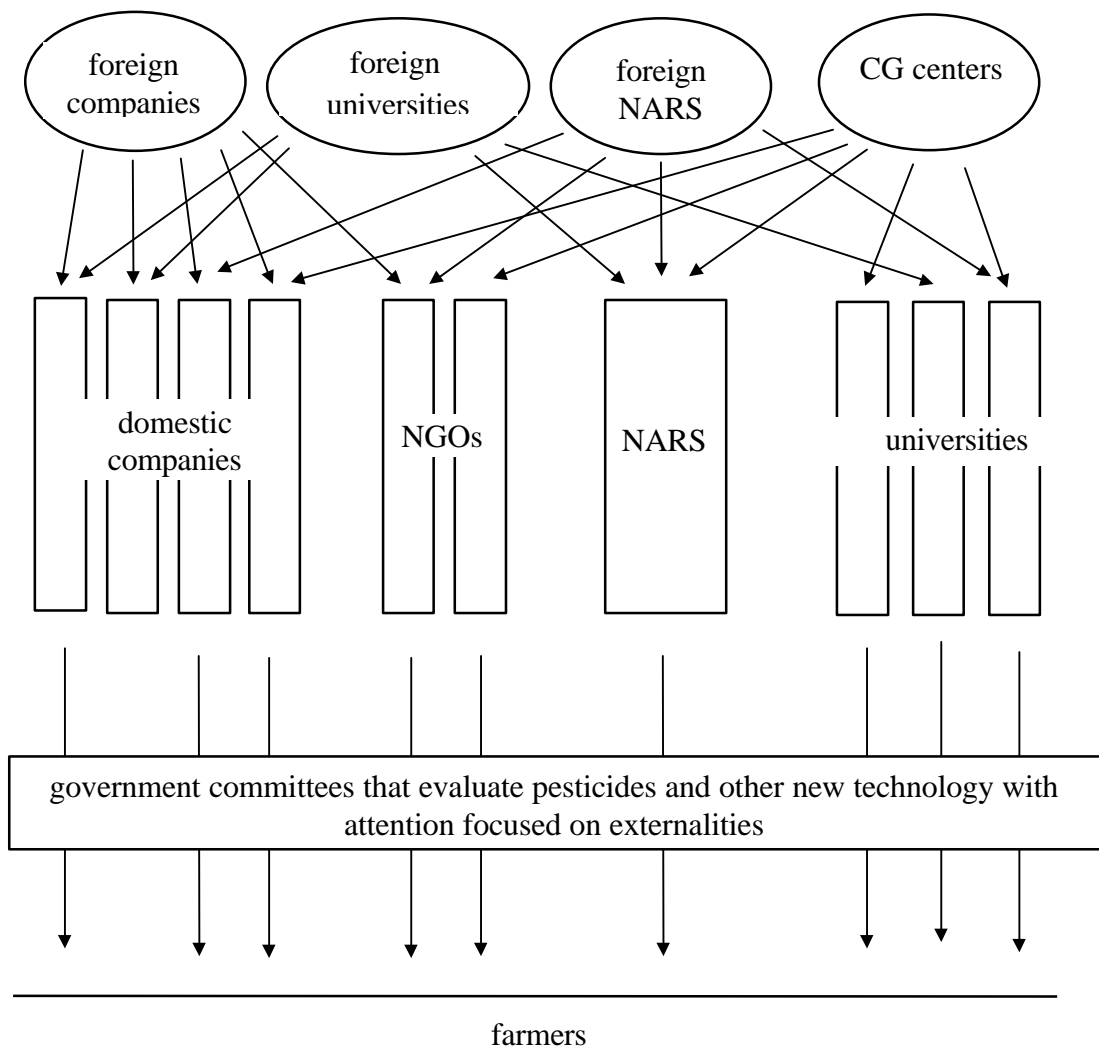 foreign
companies
foreign
universities
foreign
NARS
CG centers
domestic
companies
NGOs
NARS
universities
government committees that evaluate pesticides and other new technology with
attention focused on externalities
farmers